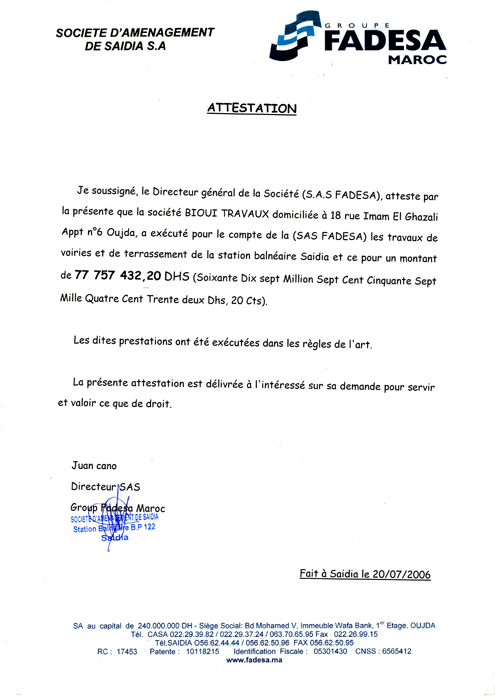 SOCIETE D'AMENAGEMENT
DE SAIDIA S.A
GROUPE
FADESA
MAROC
ATTESTATION
Je soussigné, le Directeur général de la Société (S.A.S FADESA), atteste par
la présente que la société BIOUI TRAVAUX domiciliée à 18 rue Imam El Ghazali
Appt n°6 Oujda, a exécuté pour le compte de la (SAS FADESA) les travaux de
voiries et de terrassement de la station balnéaire Saidia et ce pour un montant
de 77 757 432,20 DHS (Soixante Dix sept Million Sept Cent Cinquante Sept
Mille Quatre Cent Trente deux Dhs, 20 Cts).
Les dites prestations ont été exécutées dans les règles de l'art.
La présente attestation est délivrée à l'intéressé sur sa demande pour servir
et valoir ce que de droit.
Juan cano
Directeur SAS
Group Fadesa Maroc
SOCIETE D'AMENAGEMENT DE SAIDIA
Station Balnéaire B.P 122
Saidia
Fait à Saidia le 20/07/2006
SA au capital de 240.000.000 DH - Siège Social: Bd Mohamed V, Immeuble Wafa Bank, 1er Etage, OUJDA
Tél. CASA 022.29.39.82 / 022.29.37.24 / 063.70.65.95 Fax 022.26.99.15
Tél.SAIDIA O56.62.44.44 / 056.62.50.96 FAX 056.62.50.95
RC : 17453 Patente : 10118215 Identification Fiscale : 05301430 CNSS : 6565412
www.fadesa.ma